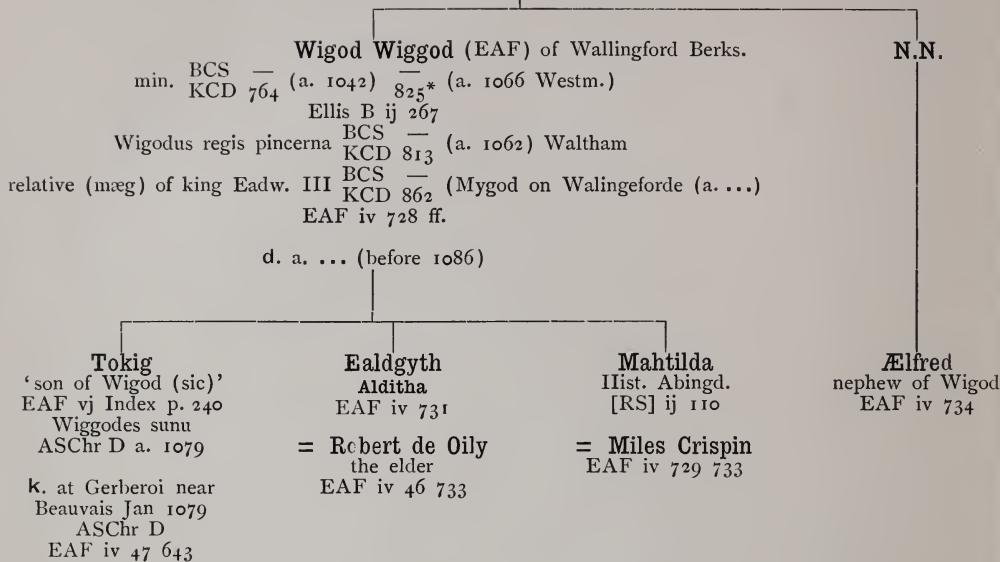 Wigod Wiggod (EAF) of Wallingford Berks.
N.N.
min. BCS — (a. 1042) — (a. 1066 Westm.)
KCD 764 825*
Ellis B ij 267
Wigodus regis pincerna BCS — (a. 1062) Waltham
KCD 813
relative (mæg) of king Eadw. III BCS — (Mygod on Walingeforde (a. ...)
KCD 862
EAF iv 728 ff.
d. a. ... (before 1086)
Tokig
'son of Wigod (sic)'
EAF vj Index p. 240
Wiggodes sunu
ASChr D a. 1079
k. at Gerberoi near
Beauvais Jan 1079
ASChr D
EAF iv 47 643
Ealdgyth
Alditha
EAF iv 731
= Robert de Oily
the elder
EAF iv 46 733
Mahtilda
Hist. Abingd.
[RS] ij 110
= Miles Crispin
EAF iv 729 733
Ælfred
nephew of Wigod
EAF iv 734